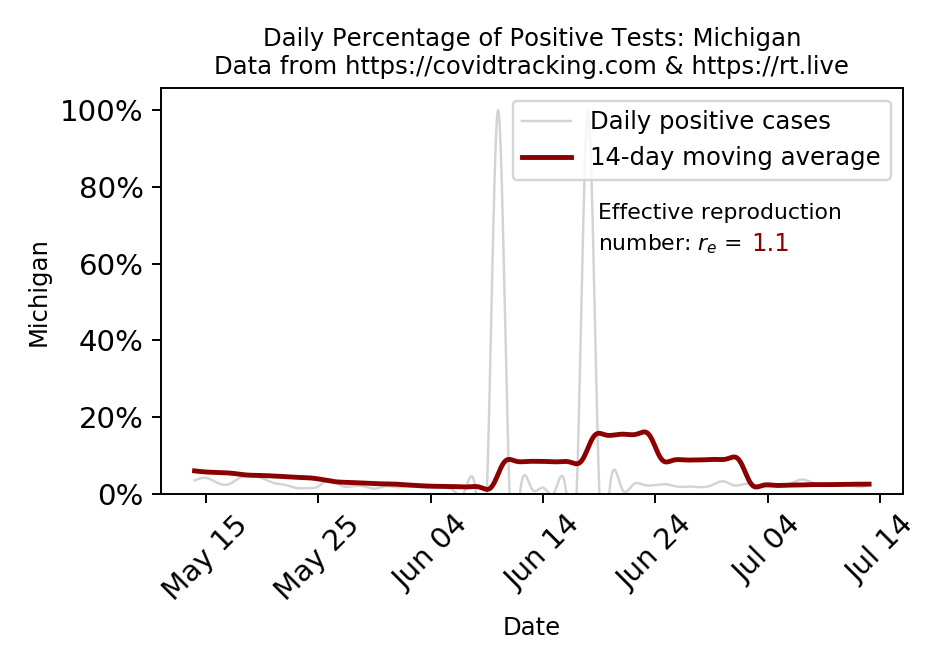 Daily Percentage of Positive Tests: Michigan
Data from https://covidtracking.com & https://rt.live
100%
80%
60%
40%
20%
0%
Michigan
Daily positive cases
14-day moving average
Effective reproduction
number: rₑ = 1.1
May 15
May 25
Jun 04
Jun 14
Jun 24
Jul 04
Jul 14
Date